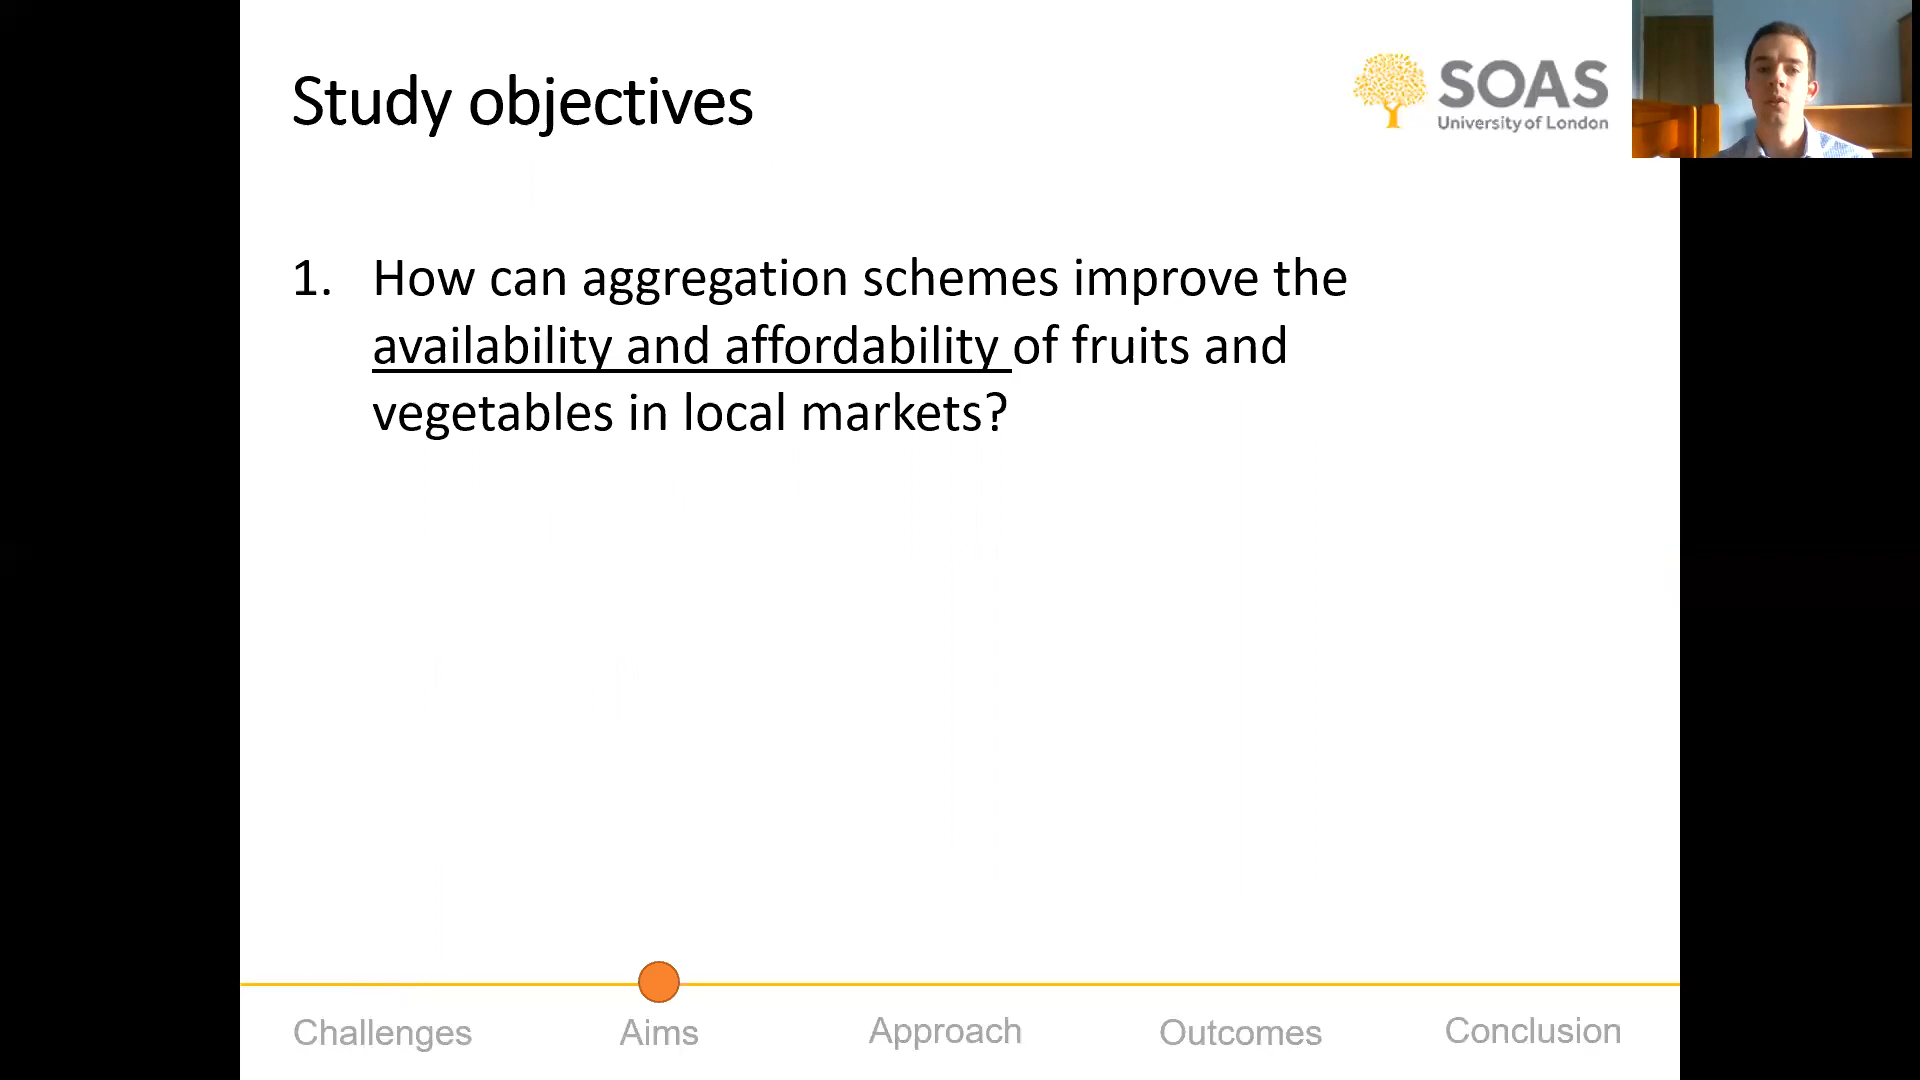 Study objectives
SOAS
University of London
1. How can aggregation schemes improve the
availability and affordability of fruits and
vegetables in local markets?
Challenges
Aims
Approach
Outcomes
Conclusion